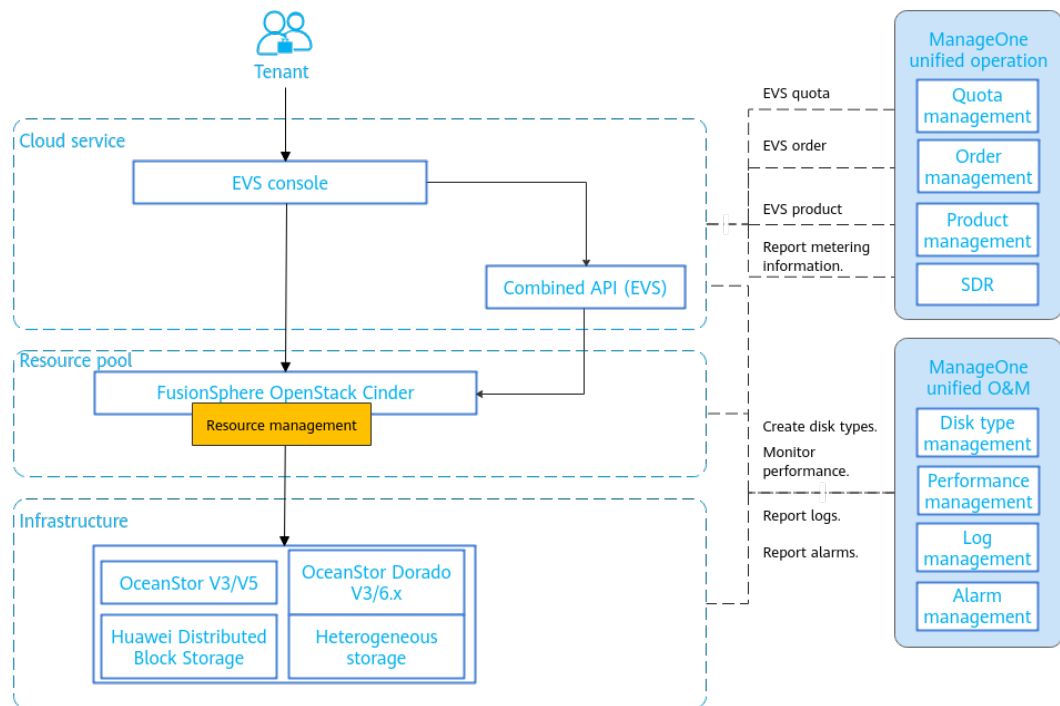 Tenant
Cloud service
EVS console
Combined API (EVS)
Resource pool
FusionSphere OpenStack Cinder
Resource management
Infrastructure
OceanStor V3/V5
OceanStor Dorado
V3/6.x
Huawei Distributed
Block Storage
Heterogeneous
storage
EVS quota
EVS order
EVS product
Report metering
information.
Create disk types.
Monitor
performance.
Report logs.
Report alarms.
ManageOne
unified operation
Quota
management
Order
management
Product
management
SDR
ManageOne
unified O&M
Disk type
management
Performance
management
Log
management
Alarm
management